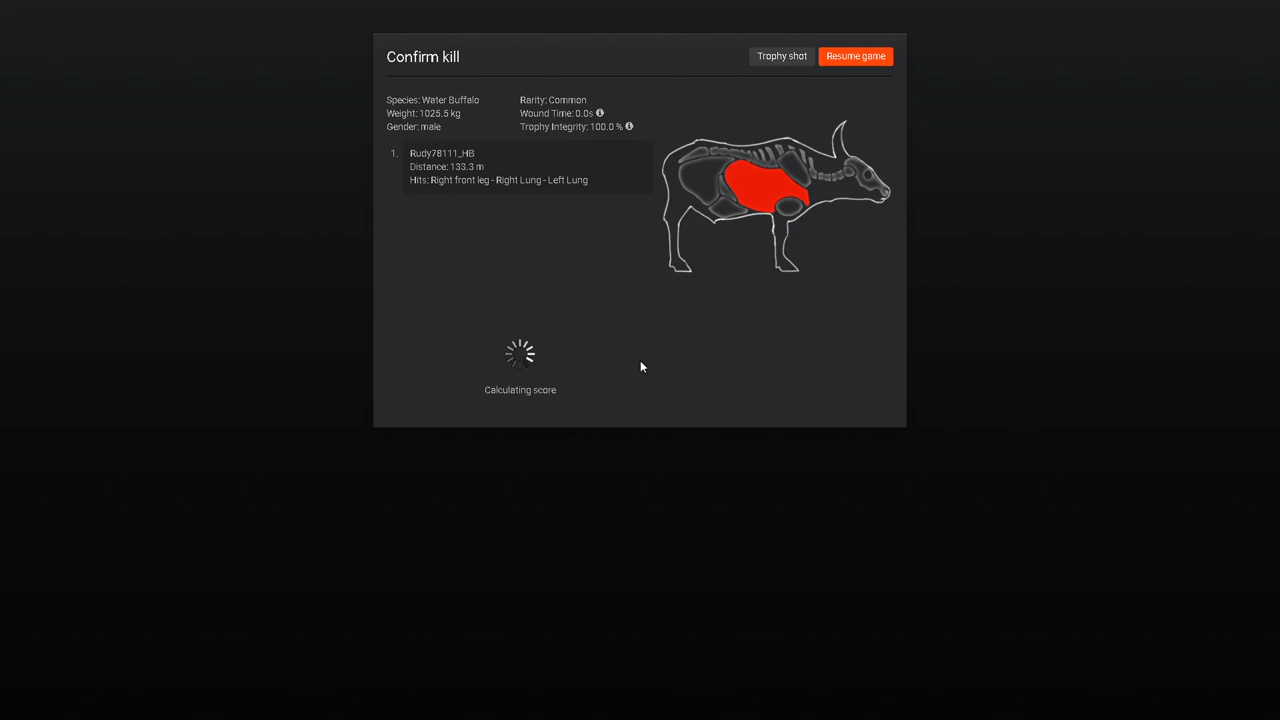 Confirm kill
Trophy shot
Resume game
Species: Water Buffalo
Weight: 1025.5 kg
Gender: male
Rarity: Common
Wound Time: 0.0s
Trophy Integrity: 100.0 %
1.
Rudy78111_HB
Distance: 133.3 m
Hits: Right front leg - Right Lung - Left Lung
Calculating score